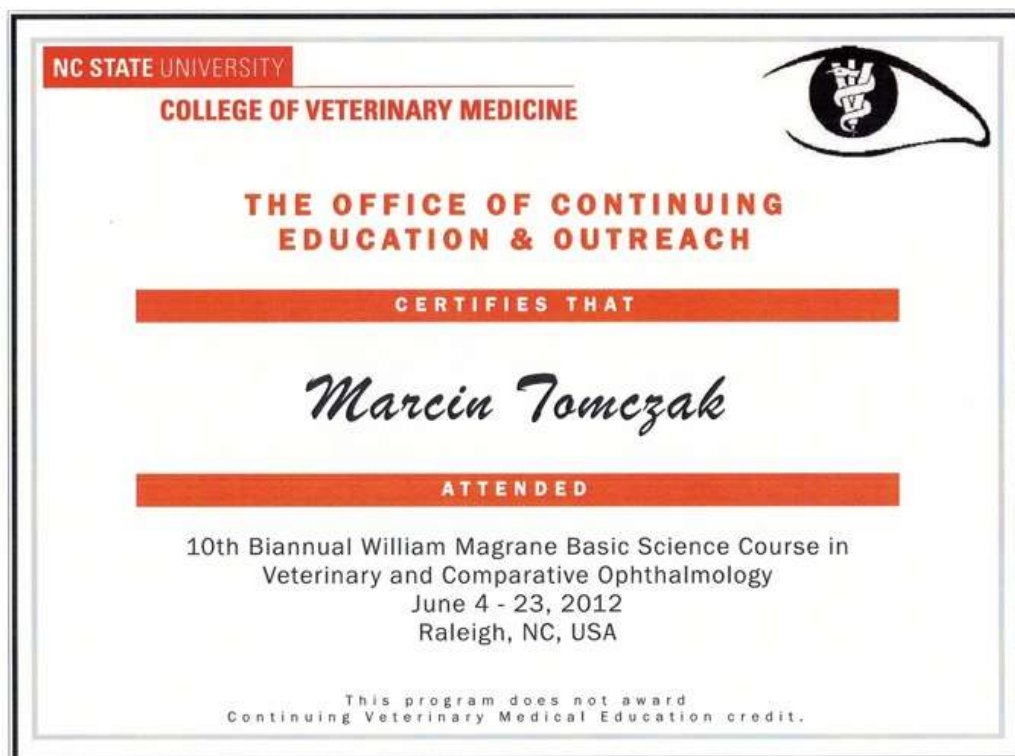 NC STATE UNIVERSITY
COLLEGE OF VETERINARY MEDICINE
THE OFFICE OF CONTINUING
EDUCATION & OUTREACH
CERTIFIES THAT
Marcin Tomczak
ATTENDED
10th Biannual William Magrane Basic Science Course in
Veterinary and Comparative Ophthalmology
June 4 - 23, 2012
Raleigh, NC, USA
This program does not award
Continuing Veterinary Medical Education credit.